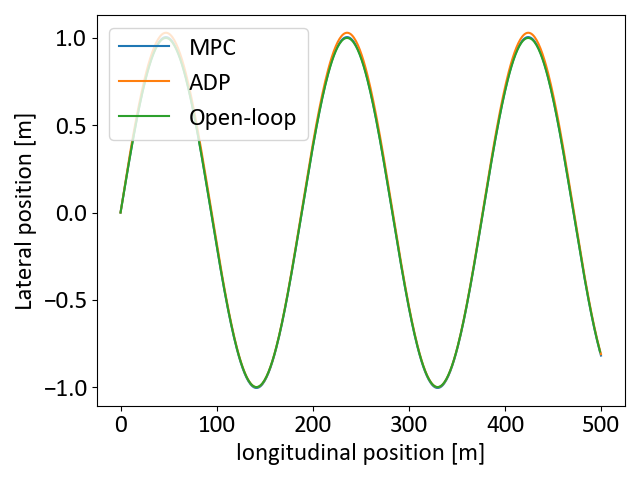 MPC
ADP
Open-loop
1.0
0.5
0.0
−0.5
−1.0
Lateral position [m]
0 100 200 300 400 500
longitudinal position [m]